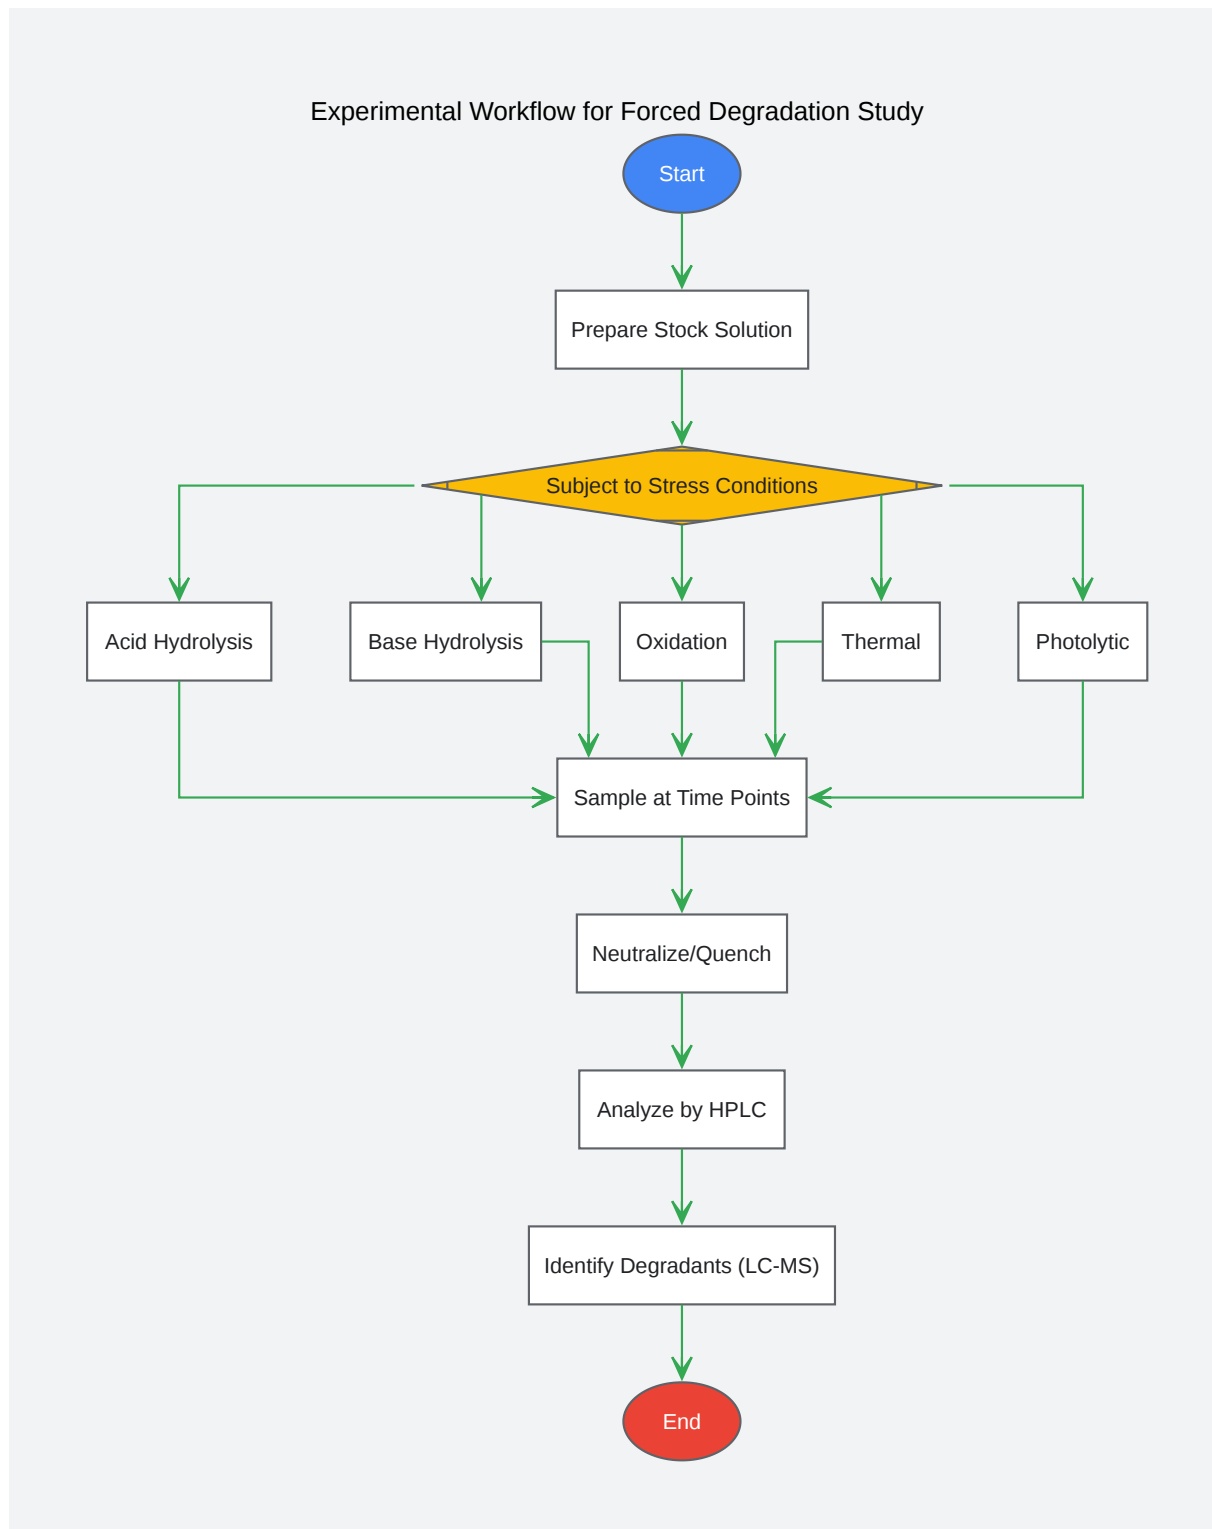 Experimental Workflow for Forced Degradation Study
Start
Prepare Stock Solution
Subject to Stress Conditions
Acid Hydrolysis
Base Hydrolysis
Oxidation
Thermal
Photolytic
Sample at Time Points
Neutralize/Quench
Analyze by HPLC
Identify Degradants (LC-MS)
End